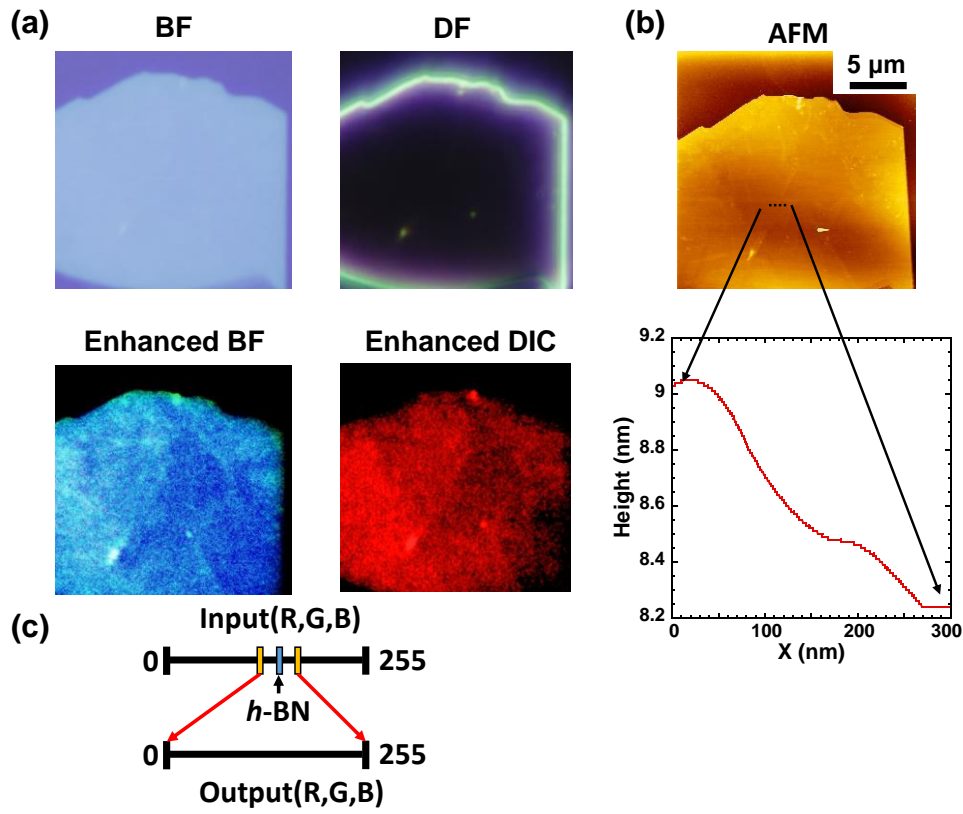 (a)
BF
DF
(b)
AFM
5 μm
Enhanced BF
Enhanced DIC
9.2
9
8.8
8.6
8.4
8.2
Height (nm)
0
100
200
300
X (nm)
(c)
Input(R,G,B)
0
255
h-BN
0
255
Output(R,G,B)